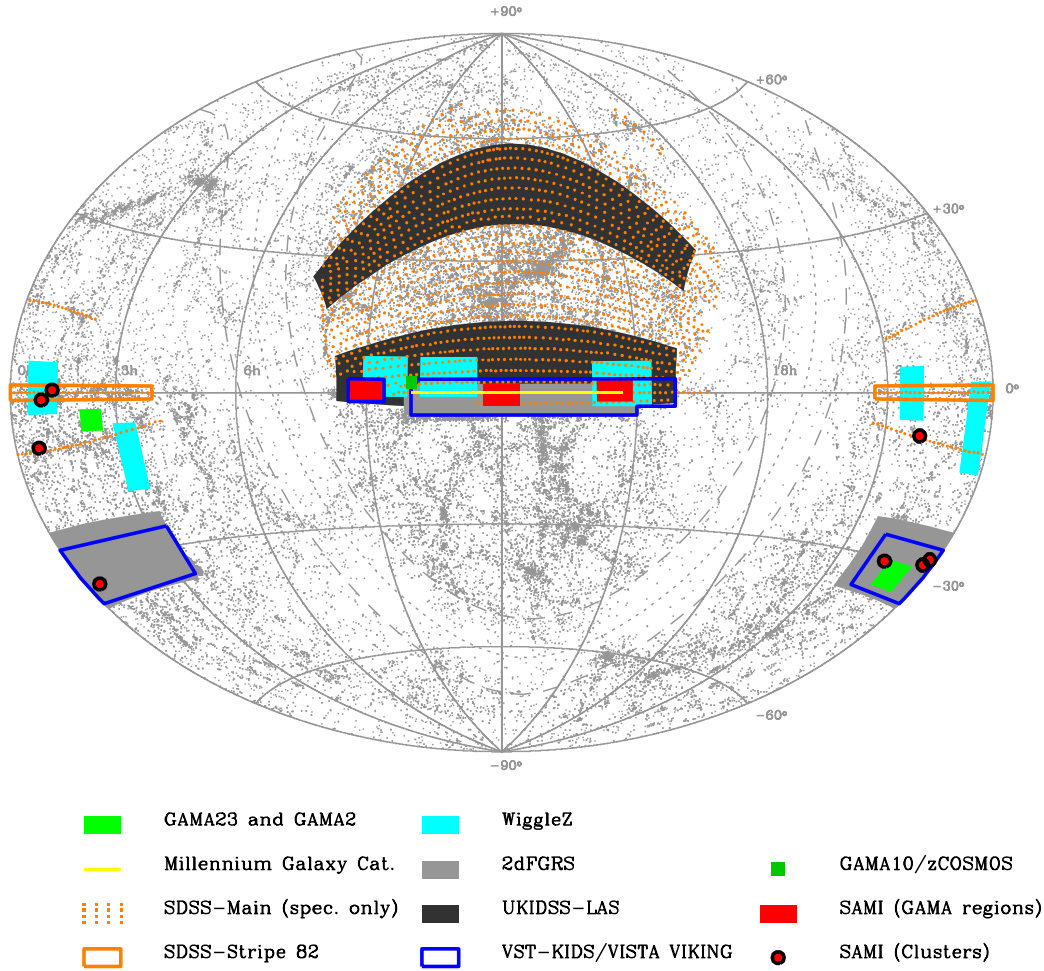 +90°
+60°
+30°
0
3h
6h
18h
2
0°
-30°
-60°
-90°
GAMA23 and GAMA2
WiggleZ
Millennium Galaxy Cat.
2dFGRS
GAMA10/zCOSMOS
SDSS-Main (spec. only)
UKIDSS-LAS
SAMI (GAMA regions)
SDSS-Stripe 82
VST-KIDS/VISTA VIKING
SAMI (Clusters)